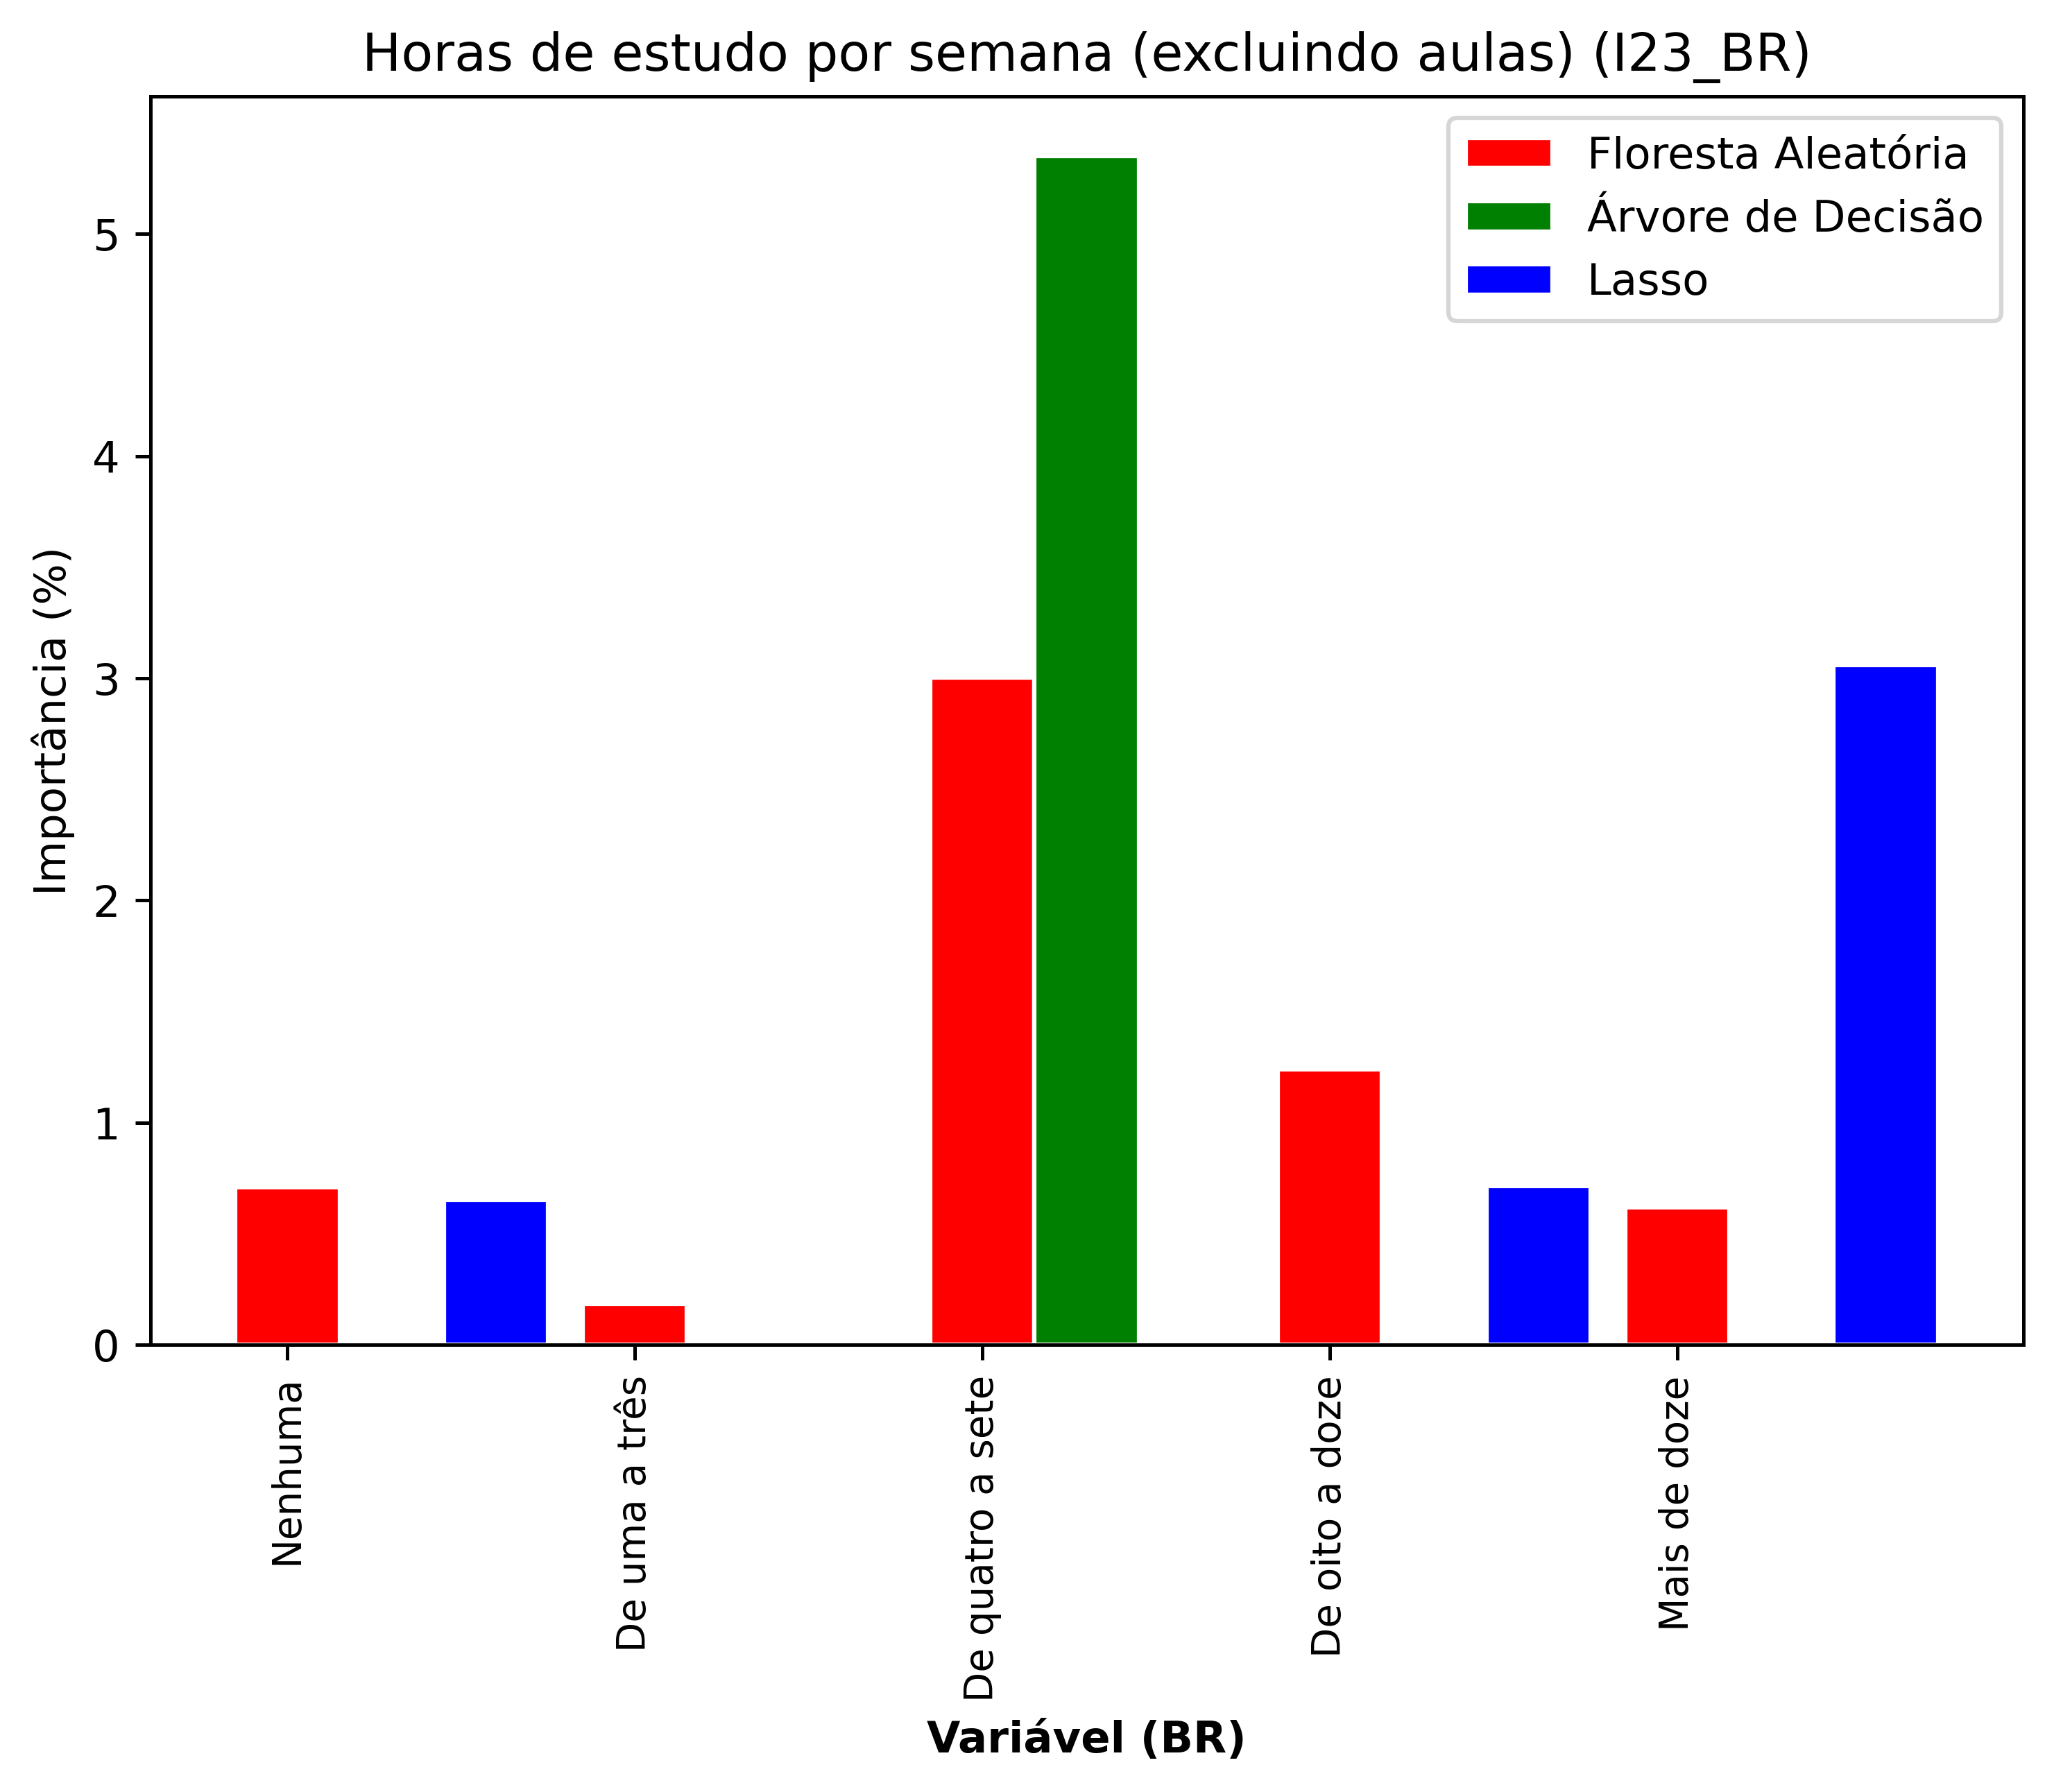 Horas de estudo por semana (excluindo aulas) (I23_BR)
Floresta Aleatória
Árvore de Decisão
Lasso
Importância (%)
5
4
3
2
1
0
Nenhuma
De uma a três
De quatro a sete
De oito a doze
Mais de doze
Variável (BR)